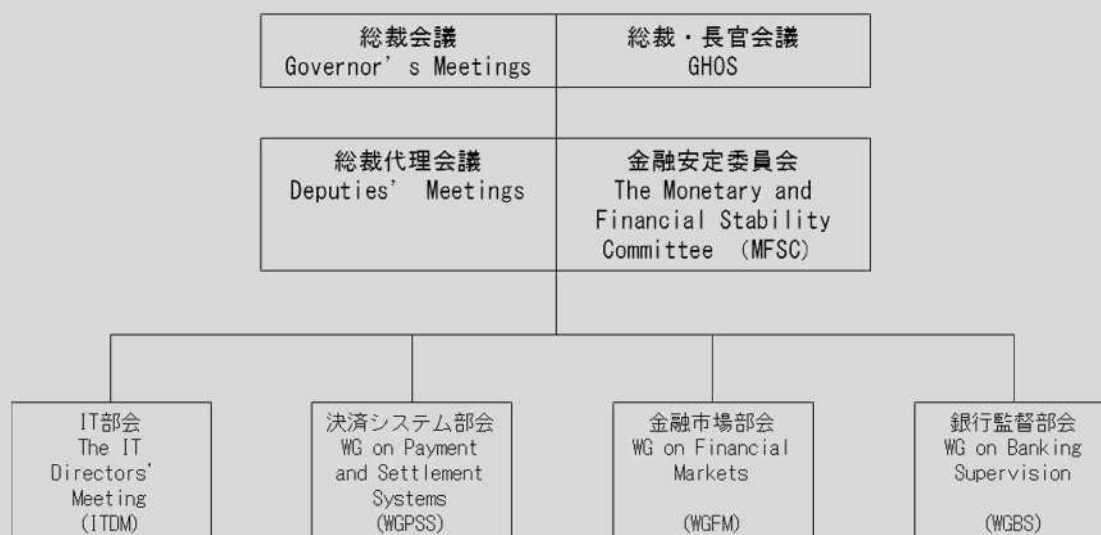 総裁会議
Governor's Meetings
総裁・長官会議
GHOS
総裁代理会議
Deputies' Meetings
金融安定委員会
The Monetary and
Financial Stability
Committee (MFSC)
IT部会
The IT
Directors'
Meeting
(ITDM)
決済システム部会
WG on Payment
and Settlement
Systems
(WGPSS)
金融市場部会
WG on Financial
Markets
(WGFM)
銀行監督部会
WG on Banking
Supervision
(WGBS)